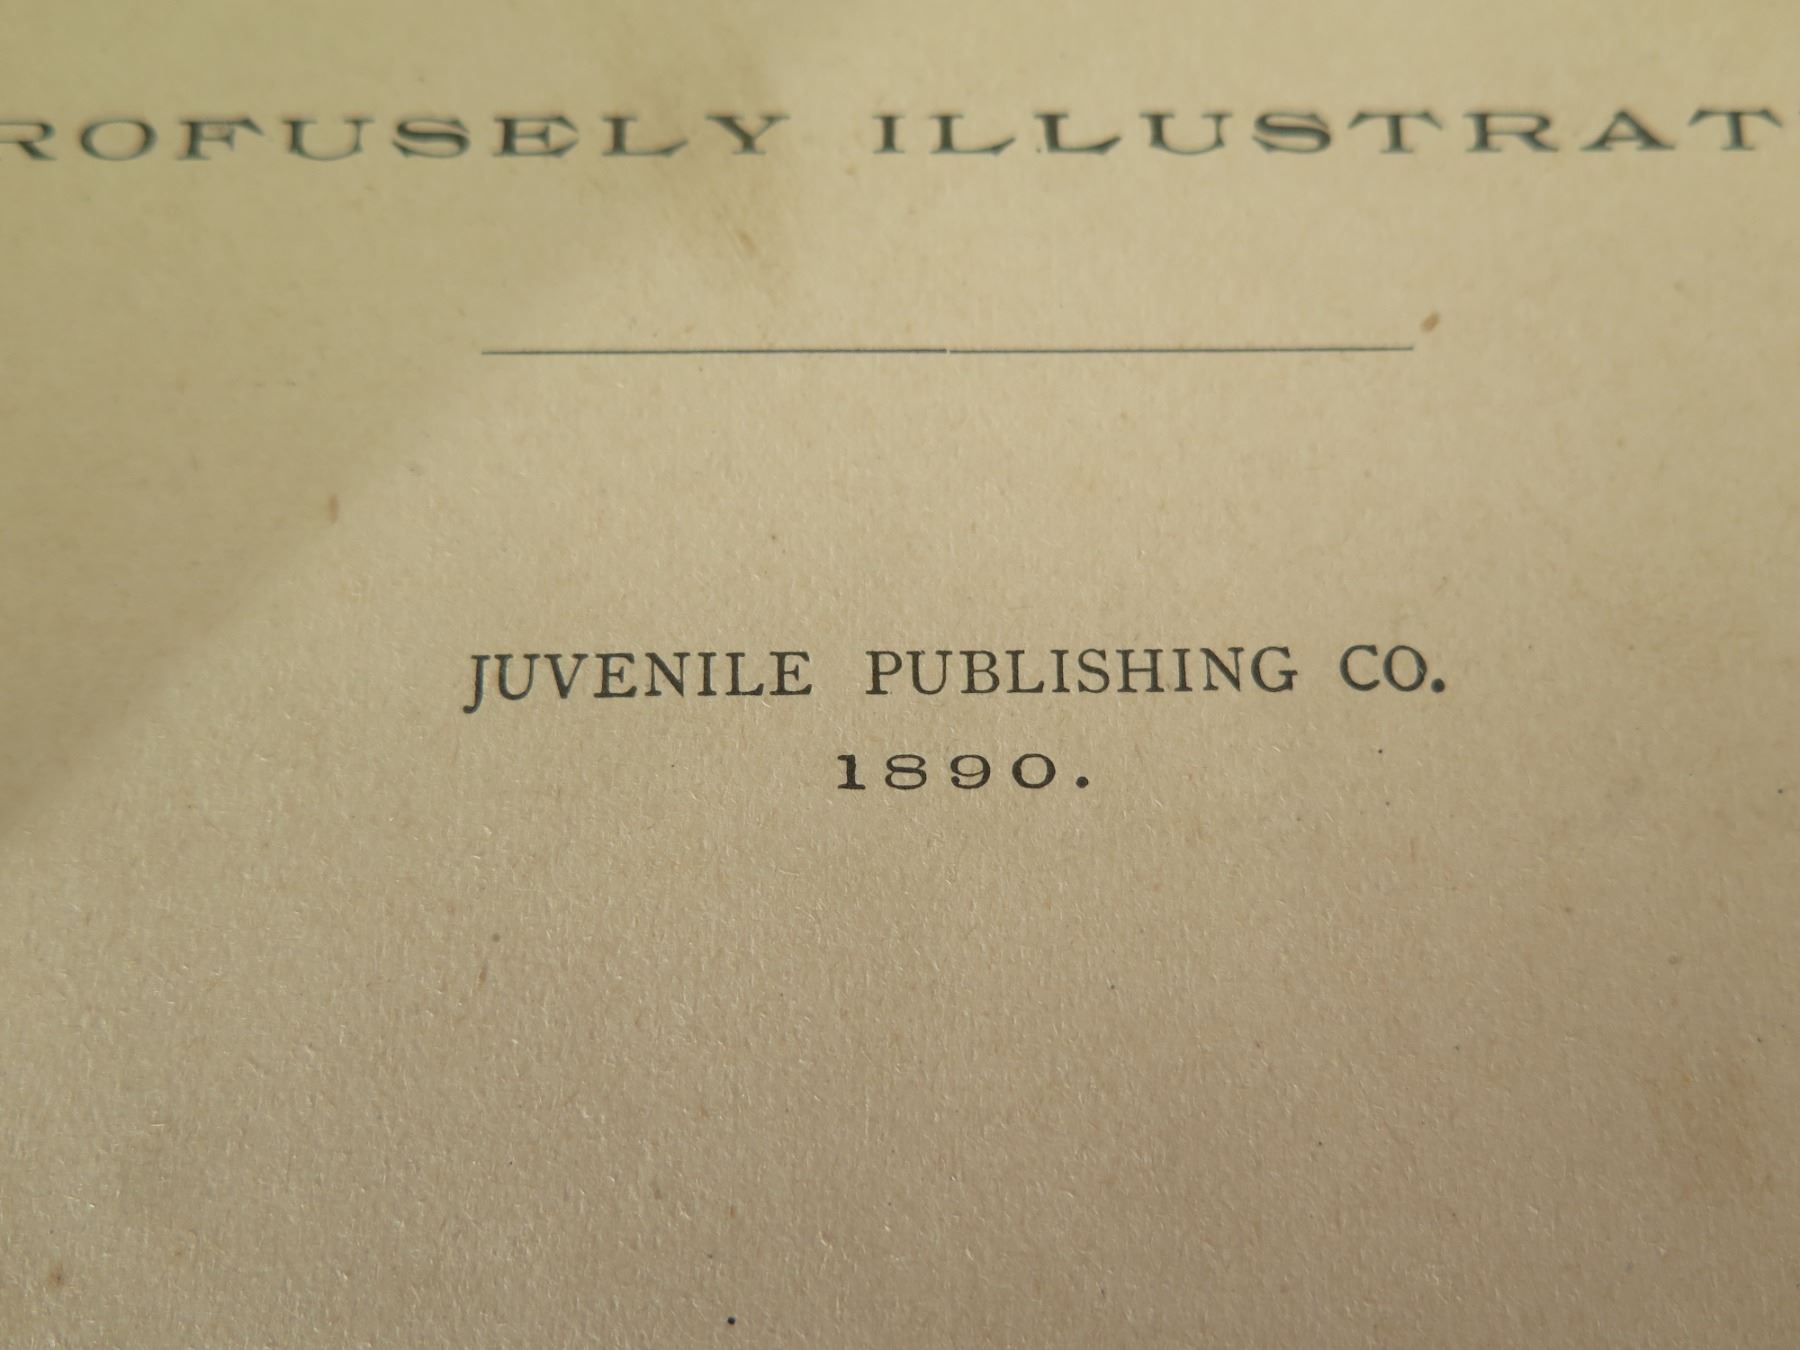 ROFUSELY ILLUSTRAT
JUVENILE PUBLISHING CO.
1890.